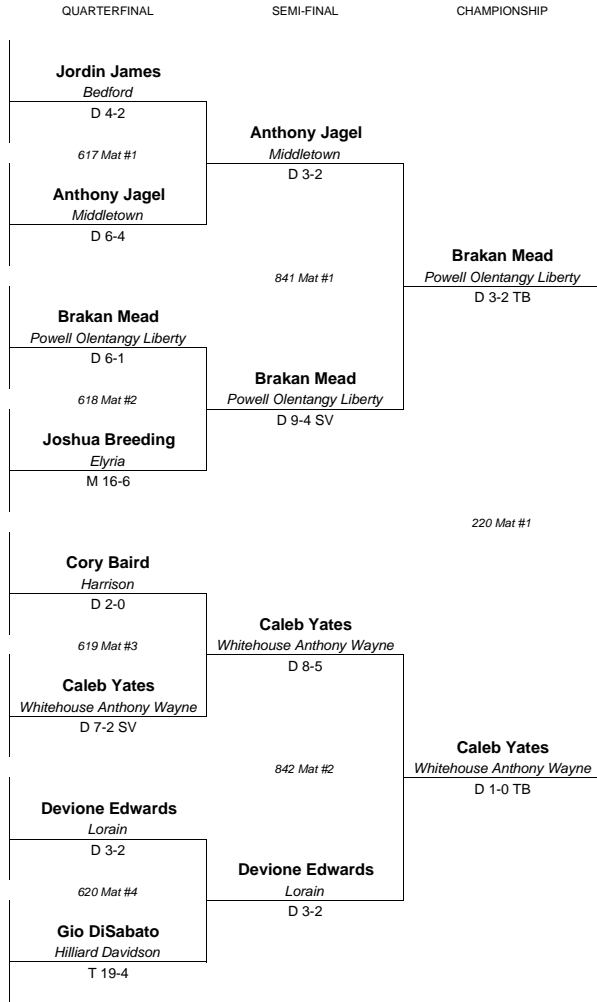 QUARTERFINAL
SEMI-FINAL
CHAMPIONSHIP
Jordin James
Bedford
D 4-2
617 Mat #1
Anthony Jagel
Middletown
D 6-4
Brakan Mead
Powell Olentangy Liberty
D 6-1
618 Mat #2
Joshua Breeding
Elyria
M 16-6
Cory Baird
Harrison
D 2-0
619 Mat #3
Caleb Yates
Whitehouse Anthony Wayne
D 7-2 SV
Devione Edwards
Lorain
D 3-2
620 Mat #4
Gio DiSabato
Hilliard Davidson
T 19-4
Anthony Jagel
Middletown
D 3-2
841 Mat #1
Brakan Mead
Powell Olentangy Liberty
D 9-4 SV
Caleb Yates
Whitehouse Anthony Wayne
D 8-5
842 Mat #2
Devione Edwards
Lorain
D 3-2
Brakan Mead
Powell Olentangy Liberty
D 3-2 TB
220 Mat #1
Caleb Yates
Whitehouse Anthony Wayne
D 1-0 TB